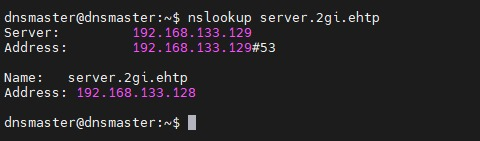 dnsmaster@dnsmaster:~$ nslookup server.2gi.ehtp
Server:         192.168.133.129
Address:        192.168.133.129#53

Name:   server.2gi.ehtp
Address: 192.168.133.128

dnsmaster@dnsmaster:~$